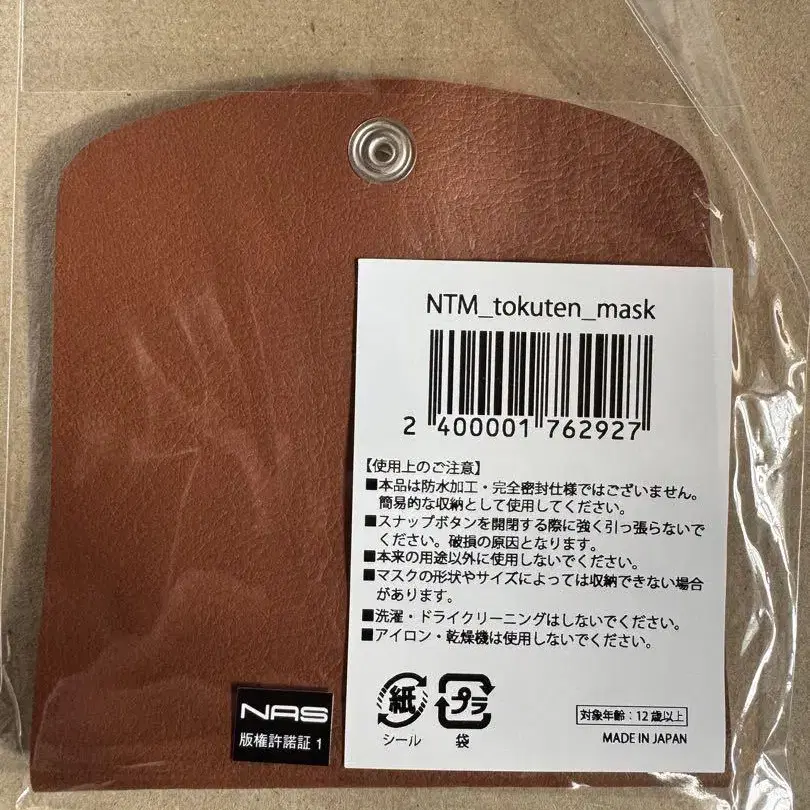 NTM_tokuten_mask
2 400001 762927
【使用上のご注意】
■本品は防水加工・完全密封仕様ではございません。
簡易的な収納として使用してください。
■スナップボタンを開閉する際に強く引っ張らないで
ください。破損の原因となります。
■本来の用途以外に使用しないでください。
■マスクの形状やサイズによっては収納できない場合
があります。
■洗濯・ドライクリーニングはしないでください。
■アイロン・乾燥機は使用しないでください。
紙
シール
プラ
袋
対象年齢：12歳以上
MADE IN JAPAN
NAS
版権許諾証 1